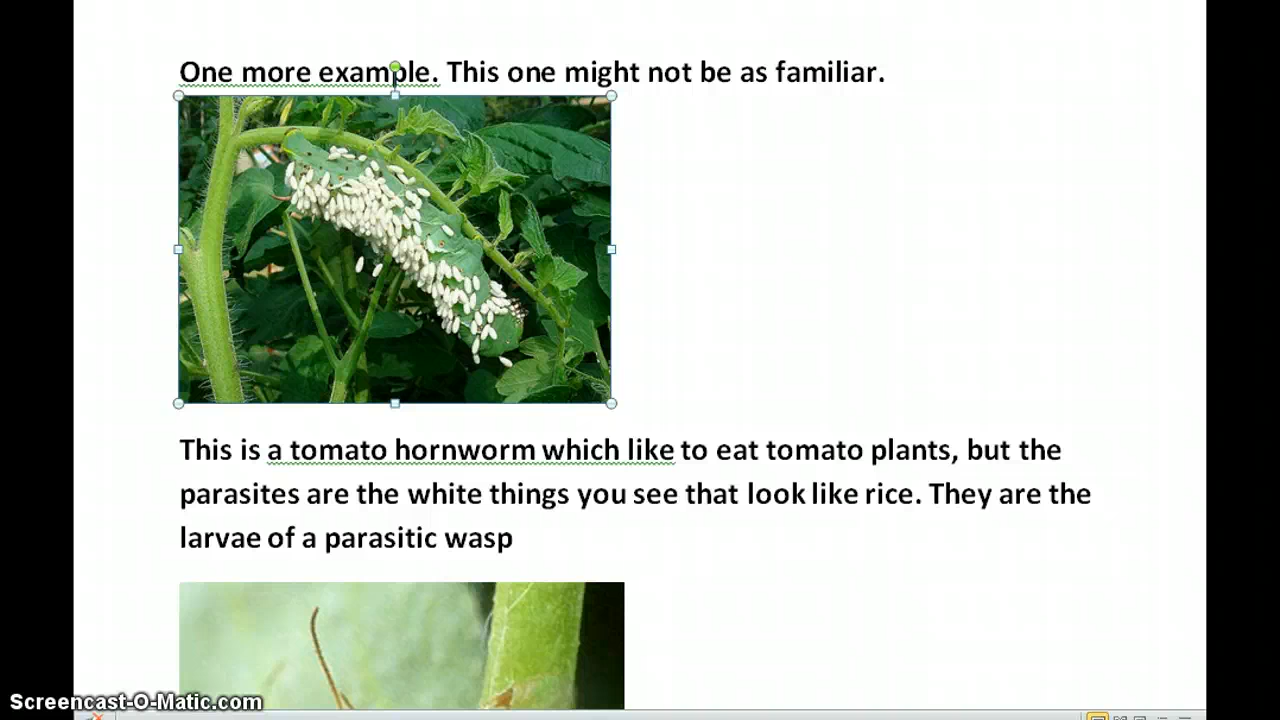 One more example. This one might not be as familiar.
This is a tomato hornworm which like to eat tomato plants, but the
parasites are the white things you see that look like rice. They are the
larvae of a parasitic wasp
Screencast-O-Matic.com